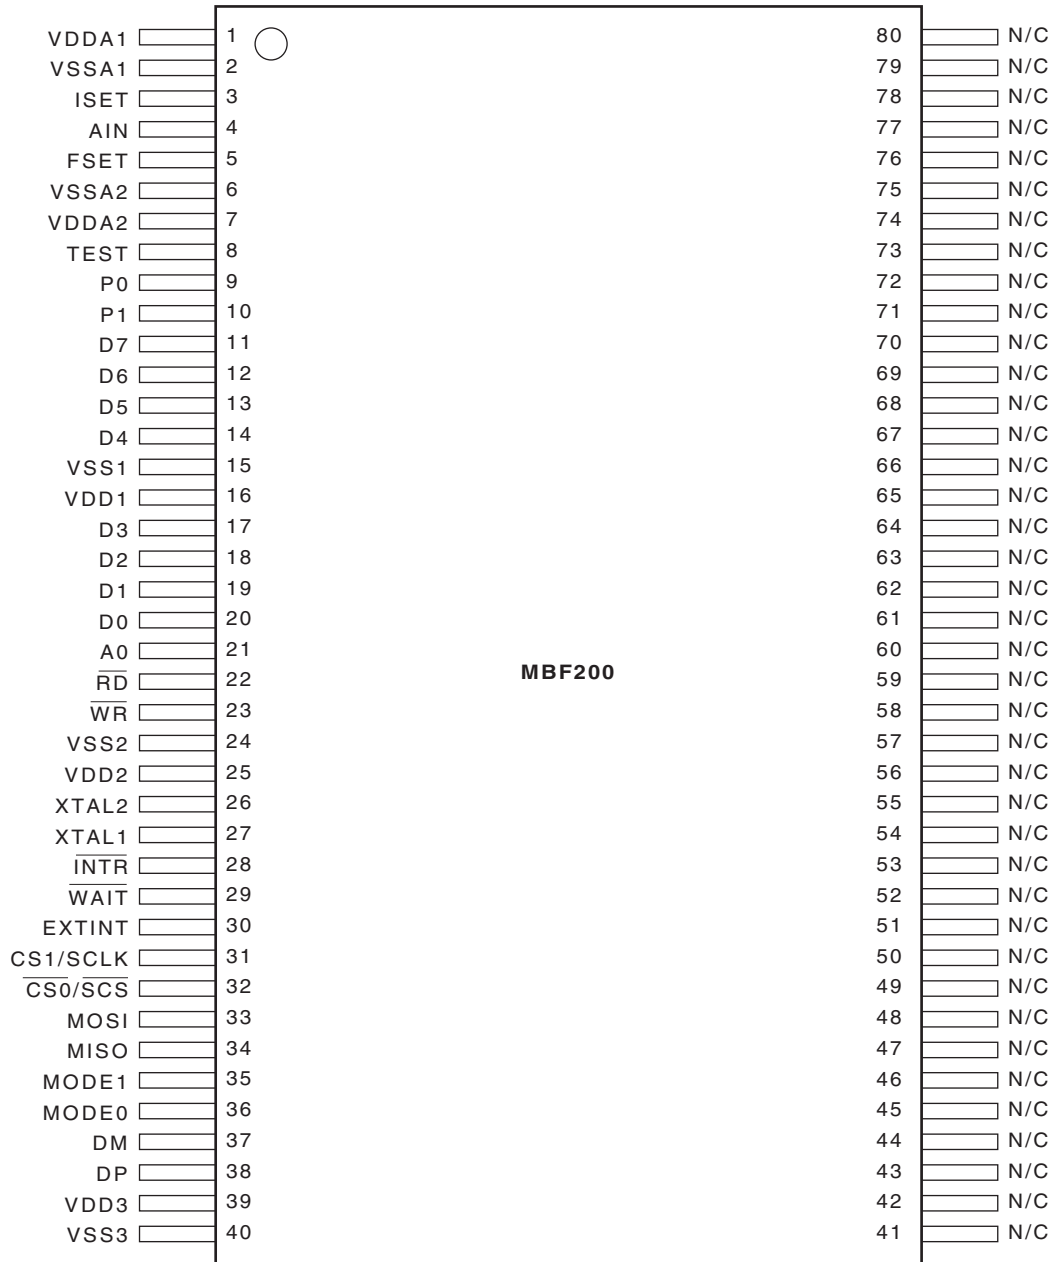 VDDA1 1 80 N/C
VSSA1 2 79 N/C
ISET 3 78 N/C
AIN 4 77 N/C
FSET 5 76 N/C
VSSA2 6 75 N/C
VDDA2 7 74 N/C
TEST 8 73 N/C
P0 9 72 N/C
P1 10 71 N/C
D7 11 70 N/C
D6 12 69 N/C
D5 13 68 N/C
D4 14 67 N/C
VSS1 15 66 N/C
VDD1 16 65 N/C
D3 17 64 N/C
D2 18 63 N/C
D1 19 62 N/C
D0 20 61 N/C
A0 21 60 N/C
R̅D̅ 22 MBF200 59 N/C
W̅R̅ 23 58 N/C
VSS2 24 57 N/C
VDD2 25 56 N/C
XTAL2 26 55 N/C
XTAL1 27 54 N/C
I̅N̅T̅R̅ 28 53 N/C
W̅A̅I̅T̅ 29 52 N/C
EXTINT 30 51 N/C
CS1/SCLK 31 50 N/C
C̅S̅0̅/S̅C̅S̅ 32 49 N/C
MOSI 33 48 N/C
MISO 34 47 N/C
MODE1 35 46 N/C
MODE0 36 45 N/C
DM 37 44 N/C
DP 38 43 N/C
VDD3 39 42 N/C
VSS3 40 41 N/C